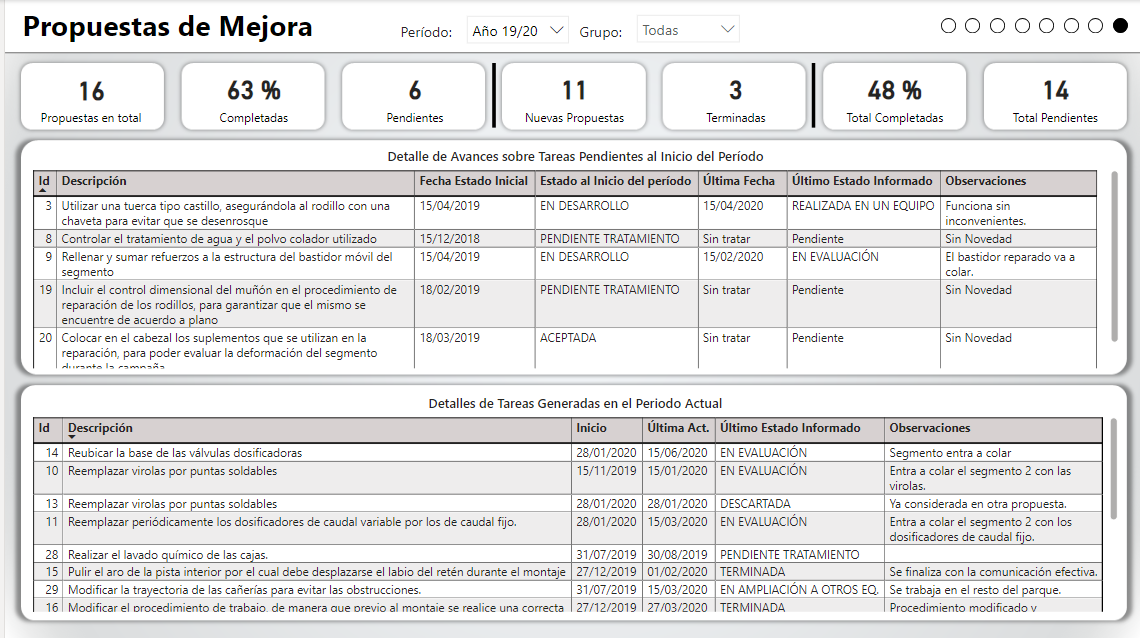 Propuestas de Mejora
Período: Año 19/20 Grupo: Todas
16
Propuestas en total
63 %
Completadas
6
Pendientes
11
Nuevas Propuestas
3
Terminadas
48 %
Total Completadas
14
Total Pendientes
Detalle de Avances sobre Tareas Pendientes al Inicio del Período
Id Descripción Fecha Estado Inicial Estado al Inicio del período Última Fecha Último Estado Informado Observaciones
3 Utilizar una tuerca tipo castillo, asegurándola al rodillo con una 15/04/2019 EN DESARROLLO 15/04/2020 REALIZADA EN UN EQUIPO Funciona sin
chaveta para evitar que se desenrosque inconvenientes.
8 Controlar el tratamiento de agua y el polvo colador utilizado 15/12/2018 PENDIENTE TRATAMIENTO Sin tratar Pendiente Sin Novedad
9 Rellenar y sumar refuerzos a la estructura del bastidor móvil del 15/04/2019 EN DESARROLLO 15/02/2020 EN EVALUACIÓN El bastidor reparado va a
segmento colar.
19 Incluir el control dimensional del muñón en el procedimiento de 18/02/2019 PENDIENTE TRATAMIENTO Sin tratar Pendiente Sin Novedad
reparación de los rodillos, para garantizar que el mismo se
encuentre de acuerdo a plano
20 Colocar en el cabezal los suplementos que se utilizan en la 18/03/2019 ACEPTADA Sin tratar Pendiente Sin Novedad
reparación, para poder evaluar la deformación del segmento
durante la campaña
Detalles de Tareas Generadas en el Periodo Actual
Id Descripción Inicio Última Act. Último Estado Informado Observaciones
14 Reubicar la base de las válvulas dosificadoras 28/01/2020 15/06/2020 EN EVALUACIÓN Segmento entra a colar
10 Reemplazar virolas por puntas soldables 15/11/2019 15/01/2020 EN EVALUACIÓN Entra a colar el segmento 2 con las
virolas.
13 Reemplazar virolas por puntas soldables 28/01/2020 28/01/2020 DESCARTADA Ya considerada en otra propuesta.
11 Reemplazar periódicamente los dosificadores de caudal variable por los de caudal fijo. 28/01/2020 15/03/2020 EN EVALUACIÓN Entra a colar el segmento 2 con los
dosificadores de caudal fijo.
28 Realizar el lavado químico de las cajas. 31/07/2019 30/08/2019 PENDIENTE TRATAMIENTO
15 Pulir el aro de la pista interior por el cual debe desplazarse el labio del retén durante el montaje 27/12/2019 01/02/2020 TERMINADA Se finaliza con la comunicación efectiva.
29 Modificar la trayectoria de las cañerías para evitar las obstrucciones. 31/07/2019 15/03/2020 EN AMPLIACIÓN A OTROS EQ. Se trabaja en el resto del parque.
16 Modificar el procedimiento de trabajo, de manera que previo al montaje se realice una correcta 27/12/2019 27/03/2020 TERMINADA Procedimiento modificado y